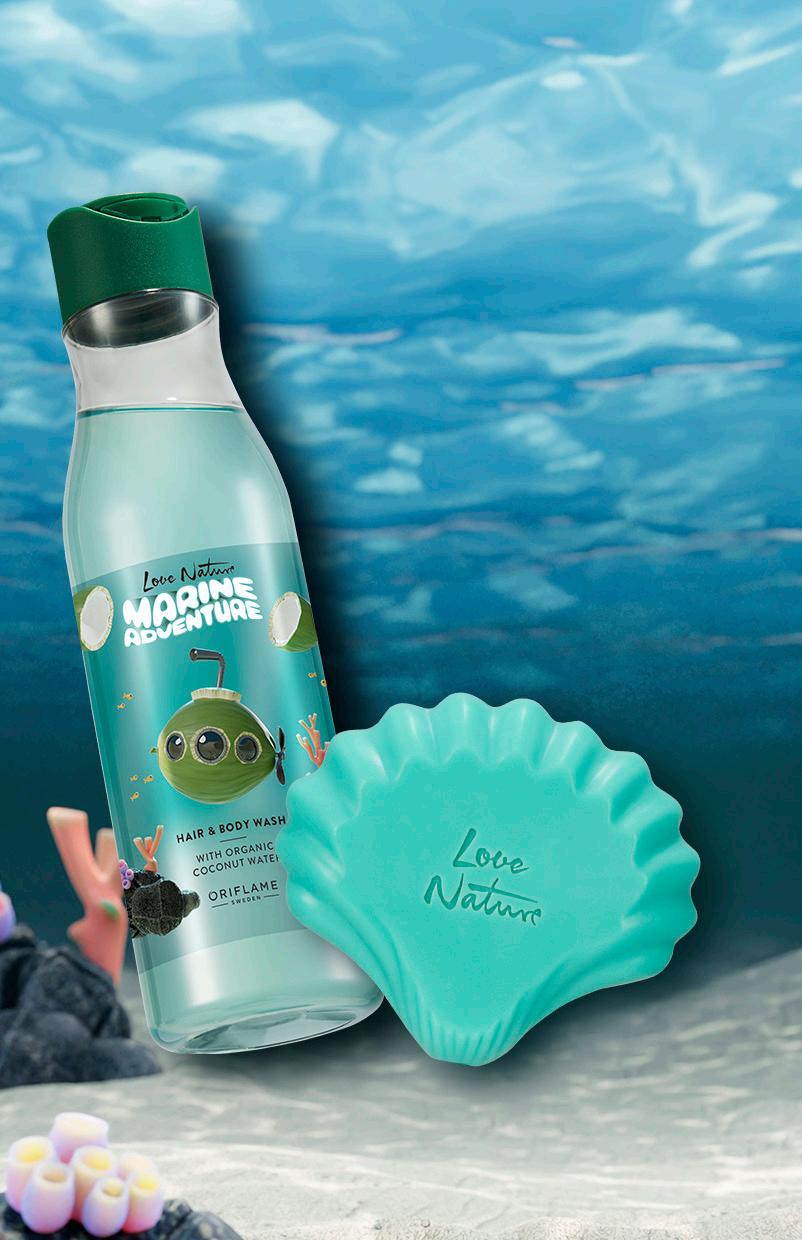 Love Nature
MARINE
ADVENTURE
HAIR & BODY WASH
WITH ORGANIC
COCONUT WATER
ORIFLAME
SWEDEN
Love
Nature